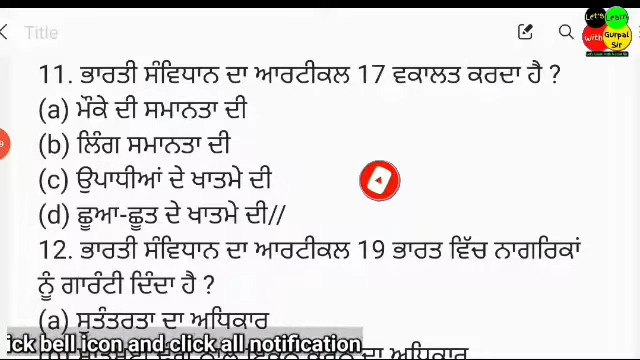 Title
Let's Learn
With Gurpal
Sir
11. ਭਾਰਤੀ ਸੰਵਿਧਾਨ ਦਾ ਆਰਟੀਕਲ 17 ਵਕਾਲਤ ਕਰਦਾ ਹੈ ?
(a) ਮੌਕੇ ਦੀ ਸਮਾਨਤਾ ਦੀ
(b) ਲਿੰਗ ਸਮਾਨਤਾ ਦੀ
(c) ਉਪਾਧੀਆਂ ਦੇ ਖਾਤਮੇ ਦੀ
(d) ਛੂਆ-ਛੂਤ ਦੇ ਖਾਤਮੇ ਦੀ//
12. ਭਾਰਤੀ ਸੰਵਿਧਾਨ ਦਾ ਆਰਟੀਕਲ 19 ਭਾਰਤ ਵਿੱਚ ਨਾਗਰਿਕਾਂ
ਨੂੰ ਗਾਰੰਟੀ ਦਿੰਦਾ ਹੈ ?
(a) ਸੁਤੰਤਰਤਾ ਦਾ ਅਧਿਕਾਰ
ick bell icon and click all notification